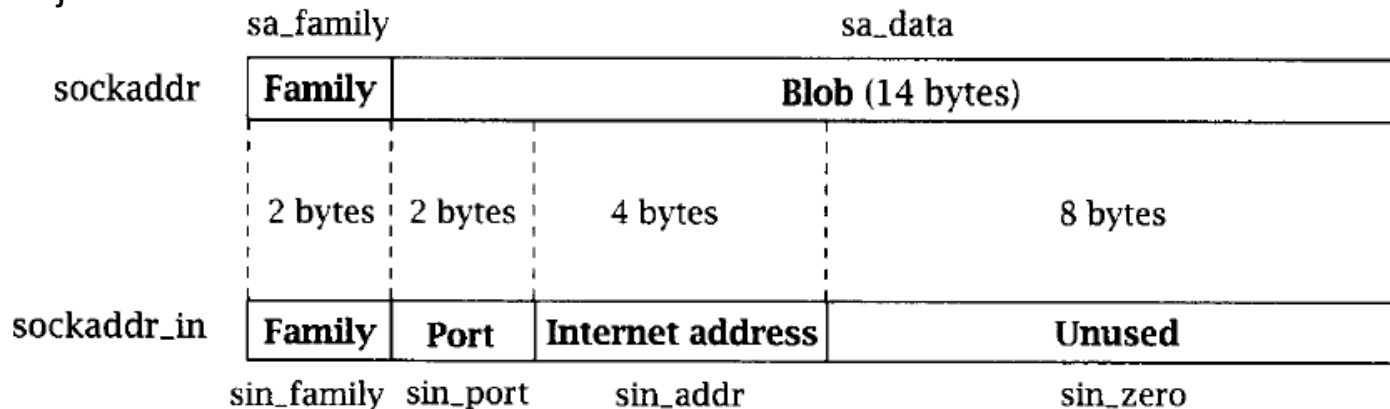 sa_family sa_data
sockaddr Family Blob (14 bytes)
2 bytes 2 bytes 4 bytes 8 bytes
sockaddr_in Family Port Internet address Unused
sin_family sin_port sin_addr sin_zero